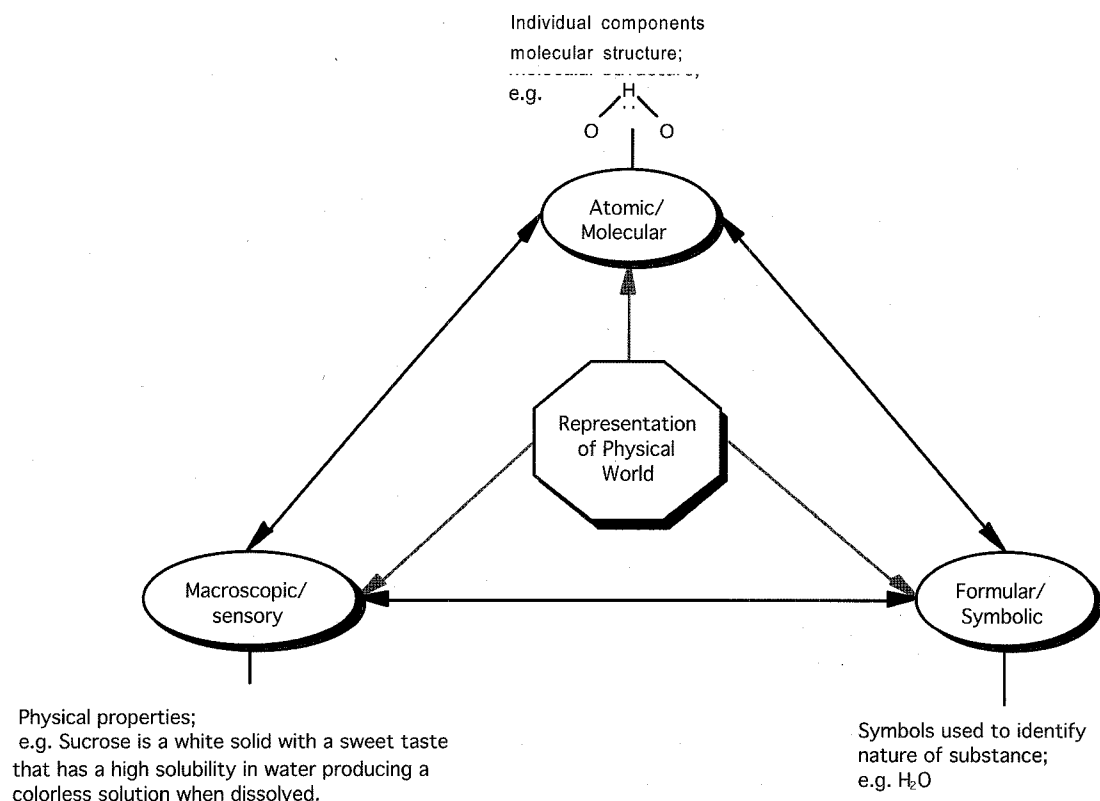 Individual components
molecular structure;
e.g.
H
O O
Atomic/
Molecular
Representation
of Physical
World
Macroscopic/
sensory
Formular/
Symbolic
Physical properties;
e.g. Sucrose is a white solid with a sweet taste
that has a high solubility in water producing a
colorless solution when dissolved.
Symbols used to identify
nature of substance;
e.g. H₂O